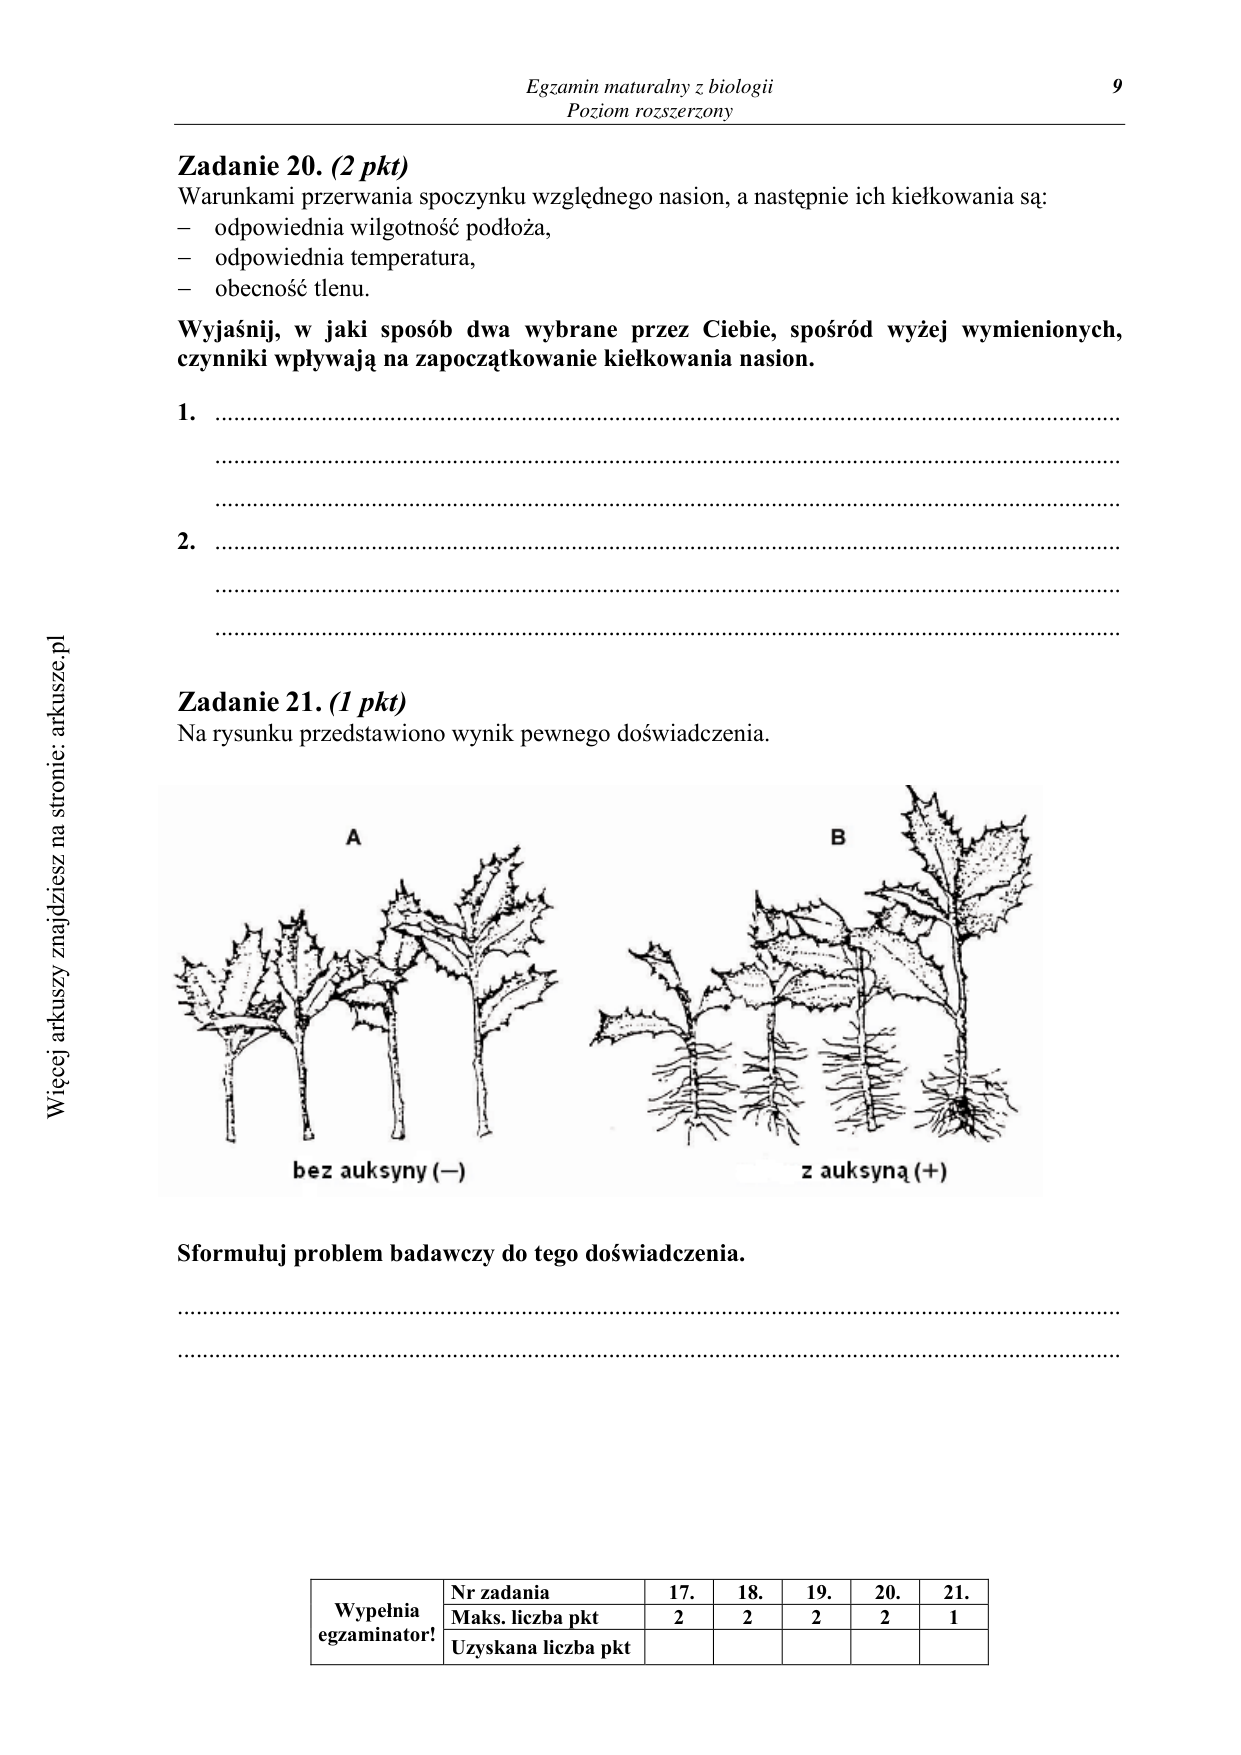 Egzamin maturalny z biologii 9
Poziom rozszerzony
Zadanie 20. (2 pkt)
Warunkami przerwania spoczynku względnego nasion, a następnie ich kiełkowania są:
– odpowiednia wilgotność podłoża,
– odpowiednia temperatura,
– obecność tlenu.
Wyjaśnij, w jaki sposób dwa wybrane przez Ciebie, spośród wyżej wymienionych,
czynniki wpływają na zapoczątkowanie kiełkowania nasion.
1.
2.
Zadanie 21. (1 pkt)
Na rysunku przedstawiono wynik pewnego doświadczenia.
A B
bez auksyny (—) z auksyną (+)
Sformułuj problem badawczy do tego doświadczenia.
Wypełnia egzaminator!
Nr zadania 17. 18. 19. 20. 21.
Maks. liczba pkt 2 2 2 2 1
Uzyskana liczba pkt
Więcej arkuszy znajdziesz na stronie: arkusze.pl